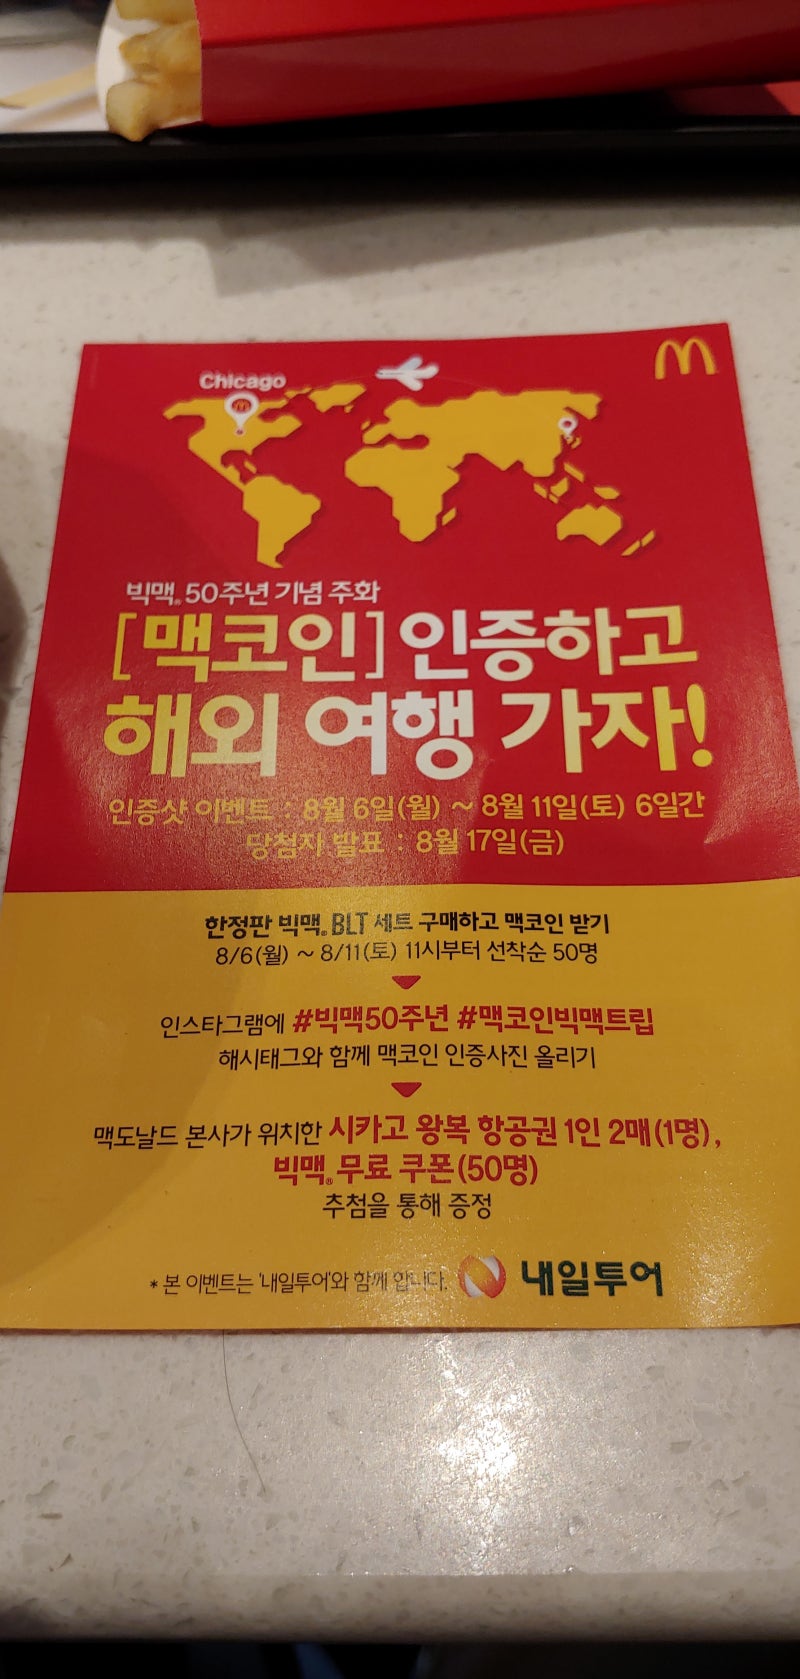 Chicago
빅맥® 50주년 기념 주화
[맥코인] 인증하고
해외 여행 가자!
인증샷 이벤트 : 8월 6일(월) ~ 8월 11일(토) 6일간
당첨자 발표 : 8월 17일(금)
한정판 빅맥® BLT 세트 구매하고 맥코인 받기
8/6(월) ~ 8/11(토) 11시부터 선착순 50명
인스타그램에 #빅맥50주년 #맥코인빅맥트립
해시태그와 함께 맥코인 인증사진 올리기
맥도날드 본사가 위치한 시카고 왕복 항공권 1인 2매(1명),
빅맥® 무료 쿠폰(50명)
추첨을 통해 증정
* 본 이벤트는 '내일투어'와 함께 합니다. 내일투어